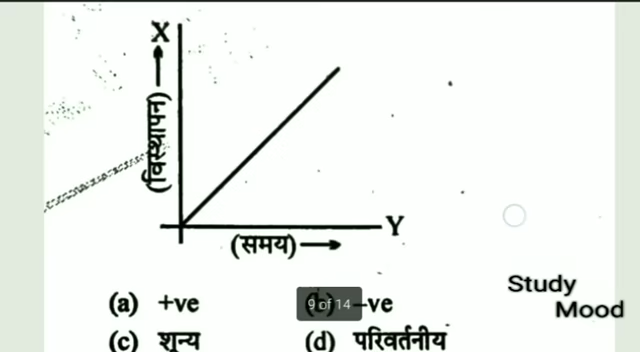 X
(विस्थापन)
Y
(समय)
(a) +ve
(b) –ve
9 of 14
Study
Mood
(c) शून्य
(d) परिवर्तनीय